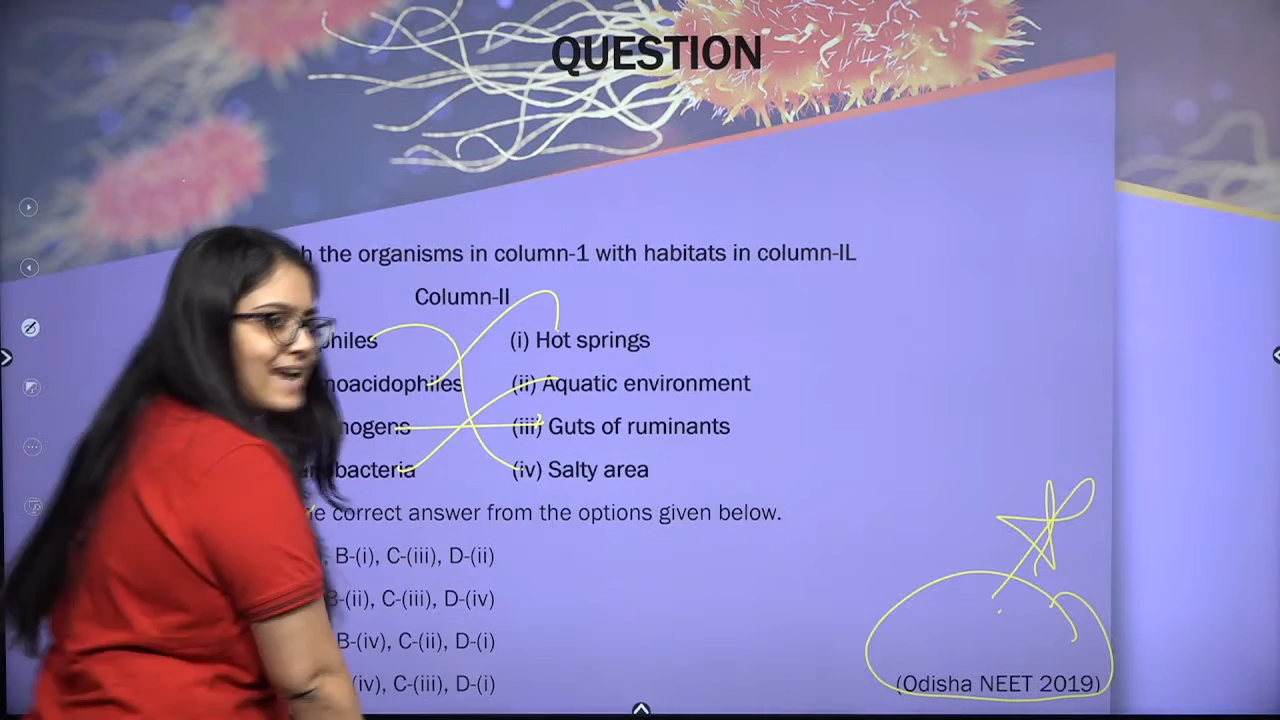 QUESTION
the organisms in column-1 with habitats in column-IL
Column-II
(i) Hot springs
(ii) Aquatic environment
(iii) Guts of ruminants
(iv) Salty area
correct answer from the options given below.
B-(i), C-(iii), D-(ii)
B-(ii), C-(iii), D-(iv)
B-(iv), C-(ii), D-(i)
(iv), C-(iii), D-(i)
(Odisha NEET 2019)